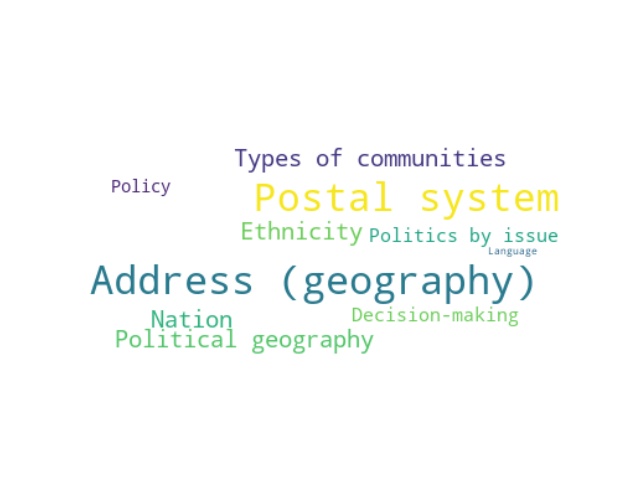 Types of communities
Policy
Postal system
Ethnicity
Politics by issue
Language
Address (geography)
Nation
Decision-making
Political geography